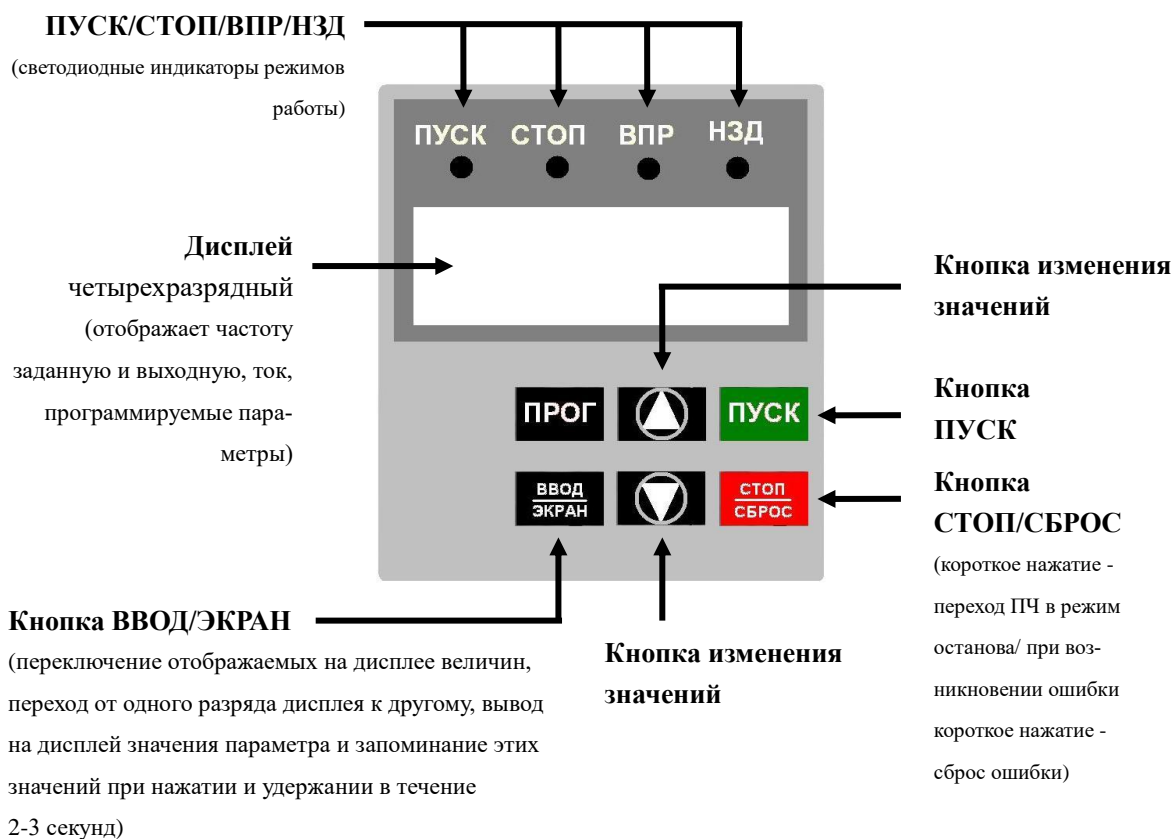 ПУСК/СТОП/ВПР/НЗД
(светодиодные индикаторы режимов
работы)
ПУСК СТОП ВПР НЗД
Дисплей
четырехразрядный
(отображает частоту
заданную и выходную, ток,
программируемые пара-
метры)
Кнопка изменения
значений
ПРОГ ПУСК
Кнопка
ПУСК
ВВОД
ЭКРАН
СТОП
СБРОС
Кнопка
СТОП/СБРОС
(короткое нажатие -
переход ПЧ в режим
останова/ при воз-
никновении ошибки
короткое нажатие -
сброс ошибки)
Кнопка ВВОД/ЭКРАН
(переключение отображаемых на дисплее величин,
переход от одного разряда дисплея к другому, вывод
на дисплей значения параметра и запоминание этих
значений при нажатии и удержании в течение
2-3 секунд)
Кнопка изменения
значений